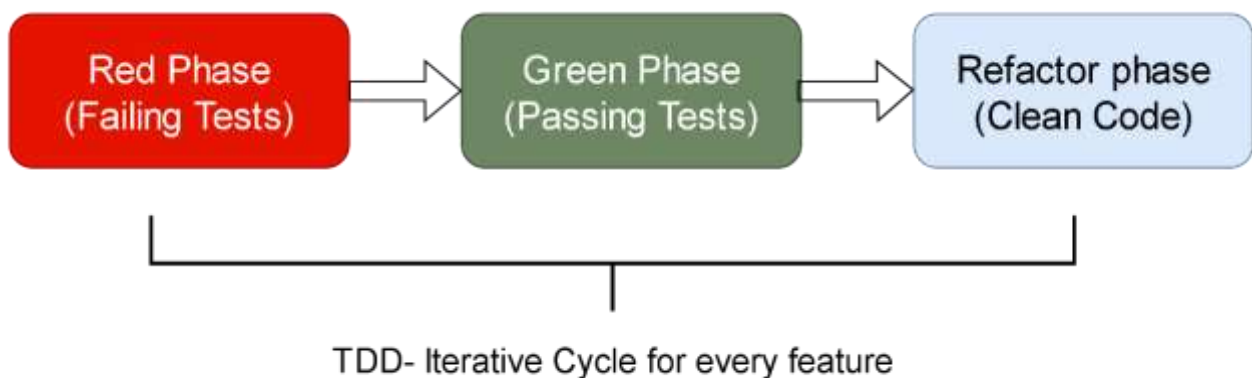 Red Phase
(Failing Tests)
Green Phase
(Passing Tests)
Refactor phase
(Clean Code)
TDD- Iterative Cycle for every feature